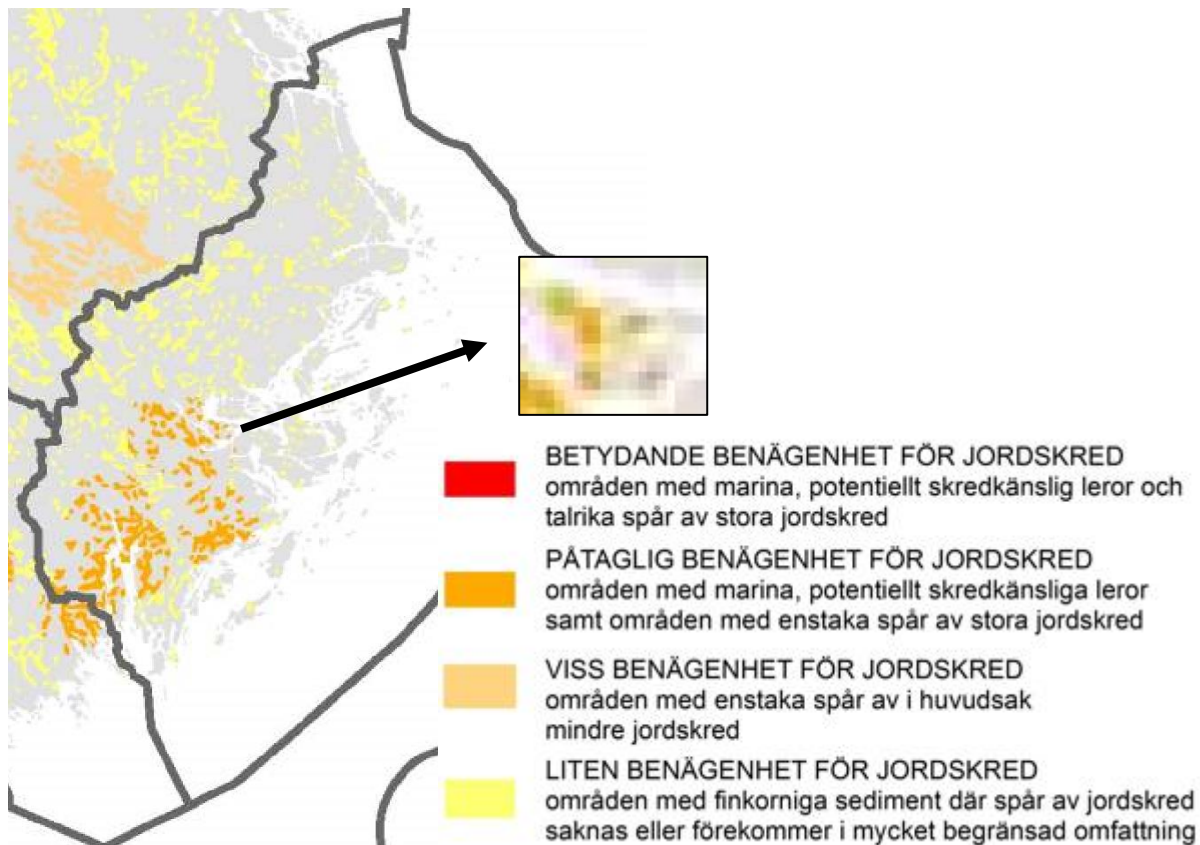 BETYDANDE BENÄGENHET FÖR JORDSKRED
områden med marina, potentiellt skredkänslig leror och
talrika spår av stora jordskred
PÅTAGLIG BENÄGENHET FÖR JORDSKRED
områden med marina, potentiellt skredkänsliga leror
samt områden med enstaka spår av stora jordskred
VISS BENÄGENHET FÖR JORDSKRED
områden med enstaka spår av i huvudsak
mindre jordskred
LITEN BENÄGENHET FÖR JORDSKRED
områden med finkorniga sediment där spår av jordskred
saknas eller förekommer i mycket begränsad omfattning